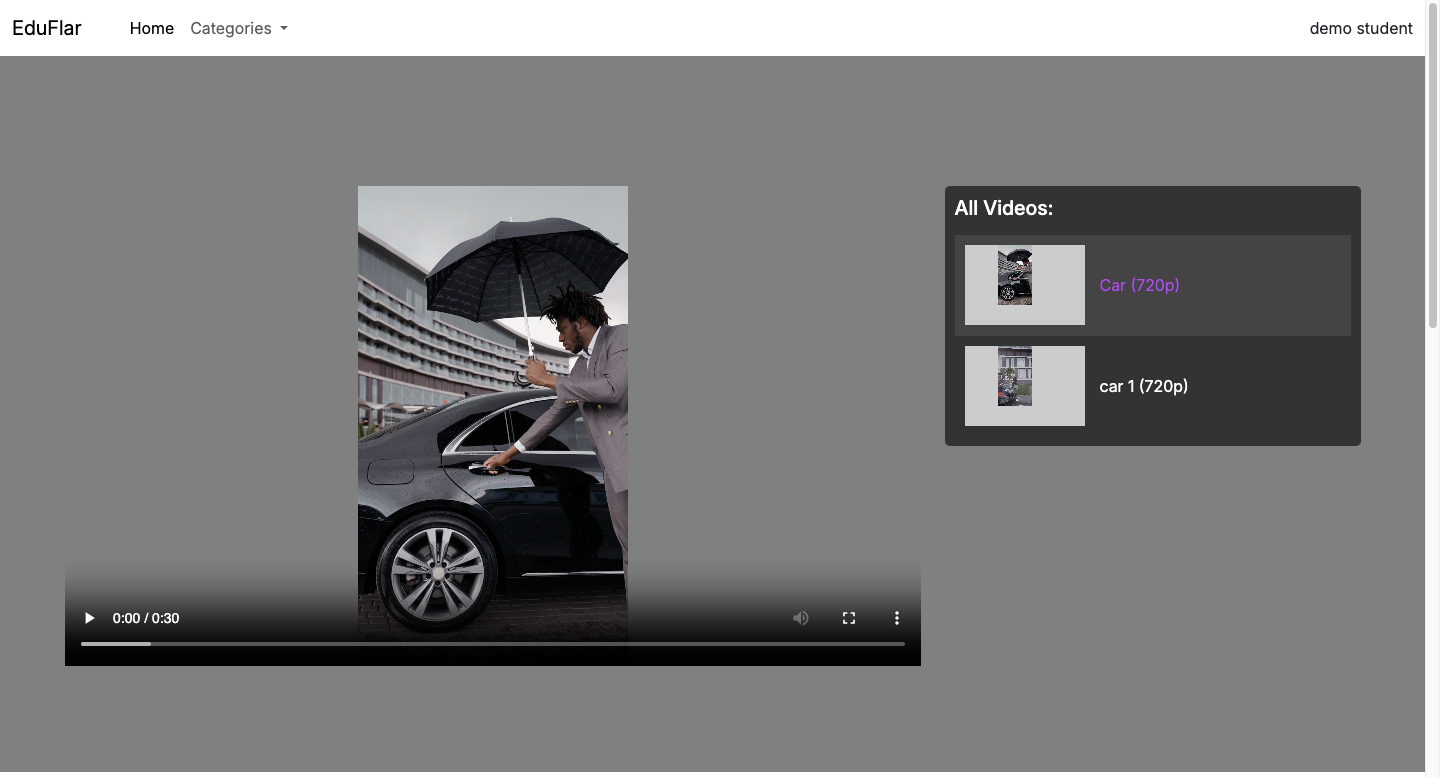 EduFlar
Home
Categories
demo student
All Videos:
Car (720p)
car 1 (720p)
0:00 / 0:30